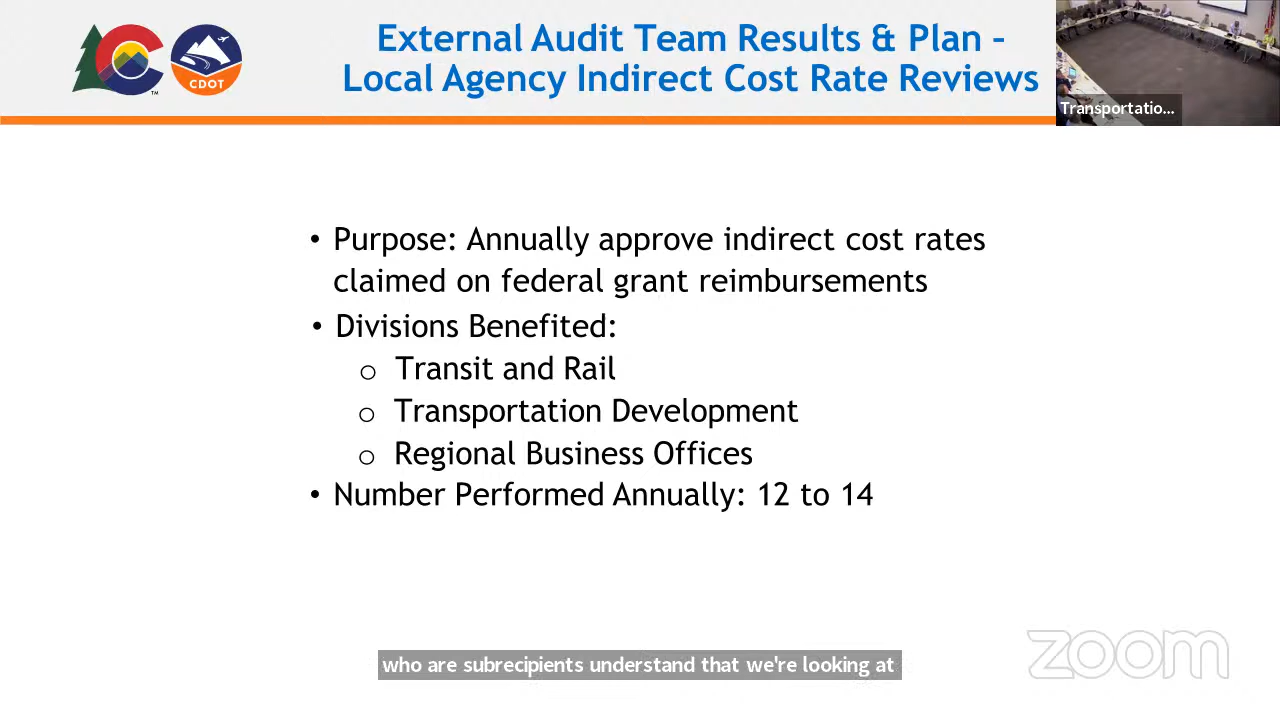 External Audit Team Results & Plan -
Local Agency Indirect Cost Rate Reviews
CDOT
TM
Transportatio...
• Purpose: Annually approve indirect cost rates
claimed on federal grant reimbursements
• Divisions Benefited:
o Transit and Rail
o Transportation Development
o Regional Business Offices
• Number Performed Annually: 12 to 14
who are subrecipients understand that we're looking at
zoom